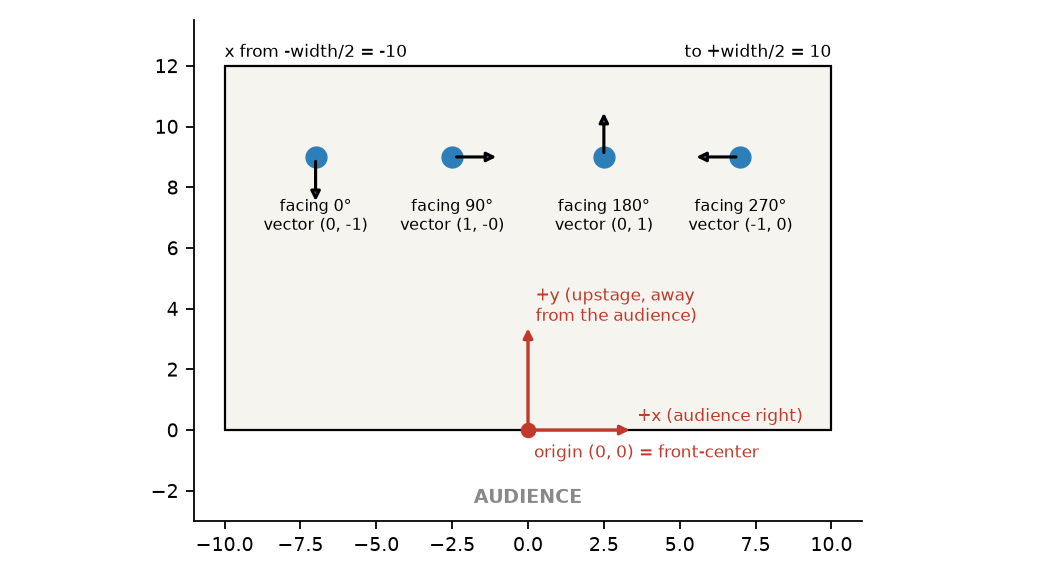 x from -width/2 = -10
to +width/2 = 10
12
10
8
6
4
2
0
−2
facing 0°
vector (0, -1)
facing 90°
vector (1, -0)
facing 180°
vector (0, 1)
facing 270°
vector (-1, 0)
+y (upstage, away
from the audience)
+x (audience right)
origin (0, 0) = front-center
AUDIENCE
−10.0
−7.5
−5.0
−2.5
0.0
2.5
5.0
7.5
10.0